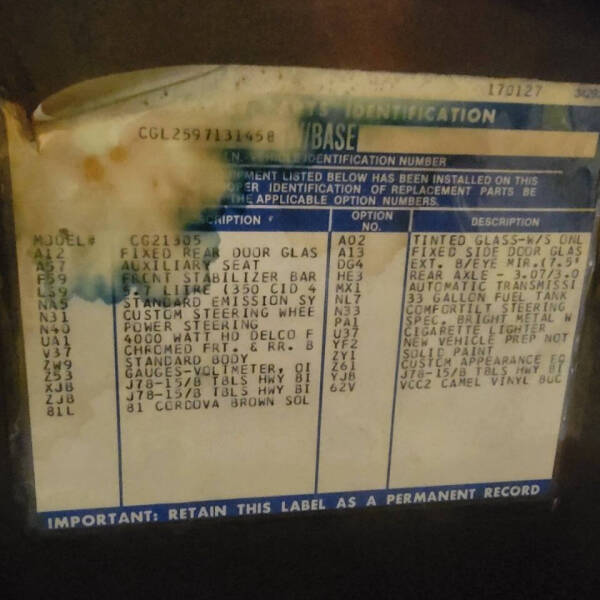 170127
IDENTIFICATION
CGL2597131458 W/BASE
VEHICLE IDENTIFICATION NUMBER
MENT LISTED BELOW HAS BEEN INSTALLED ON THIS
OPER IDENTIFICATION OF REPLACEMENT PARTS BE
THE APPLICABLE OPTION NUMBERS.
CRIPTION OPTION NO. DESCRIPTION
MODEL# CG21305 A02 TINTED GLASS-W/S ONL
A12 FIXED REAR DOOR GLAS A13 FIXED SIDE DOOR GLAS
A57 AUXILIARY SEAT DG4 EXT. B/EYE MIR.(7.5"
F59 FRONT STABILIZER BAR HE3 REAR AXLE - 3.07/3.0
LS9 5.7 LITRE (350 CID 4 MX1 AUTOMATIC TRANSMISSI
NA5 STANDARD EMISSION SY NL7 33 GALLON FUEL TANK
N31 CUSTOM STEERING WHEE N33 COMFORTILT STEERING
N40 POWER STEERING PA1 SPEC. BRIGHT METAL W
UA1 4000 WATT HD DELCO F U37 CIGARETTE LIGHTER
V37 CHROMED FRT. & RR. B YF2 NEW VEHICLE PREP NOT
ZW9 STANDARD BODY ZY1 SOLID PAINT
Z53 GAUGES-VOLTMETER, OI Z61 CUSTOM APPEARANCE EQ
XJB J78-15/B TBLS HWY BI YJB J78-15/B TBLS HWY BI
ZJB J78-15/B TBLS HWY BI 62V VCC2 CAMEL VINYL BUC
81L 81 CORDOVA BROWN SOL
IMPORTANT: RETAIN THIS LABEL AS A PERMANENT RECORD